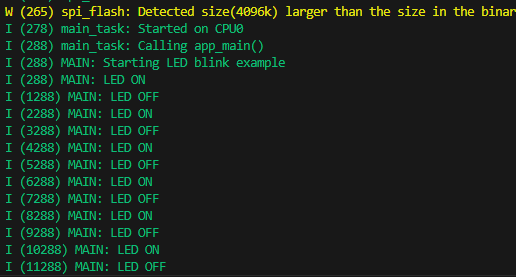 W (265) spi_flash: Detected size(4096k) larger than the size in the binar
I (278) main_task: Started on CPU0
I (288) main_task: Calling app_main()
I (288) MAIN: Starting LED blink example
I (288) MAIN: LED ON
I (1288) MAIN: LED OFF
I (2288) MAIN: LED ON
I (3288) MAIN: LED OFF
I (4288) MAIN: LED ON
I (5288) MAIN: LED OFF
I (6288) MAIN: LED ON
I (7288) MAIN: LED OFF
I (8288) MAIN: LED ON
I (9288) MAIN: LED OFF
I (10288) MAIN: LED ON
I (11288) MAIN: LED OFF